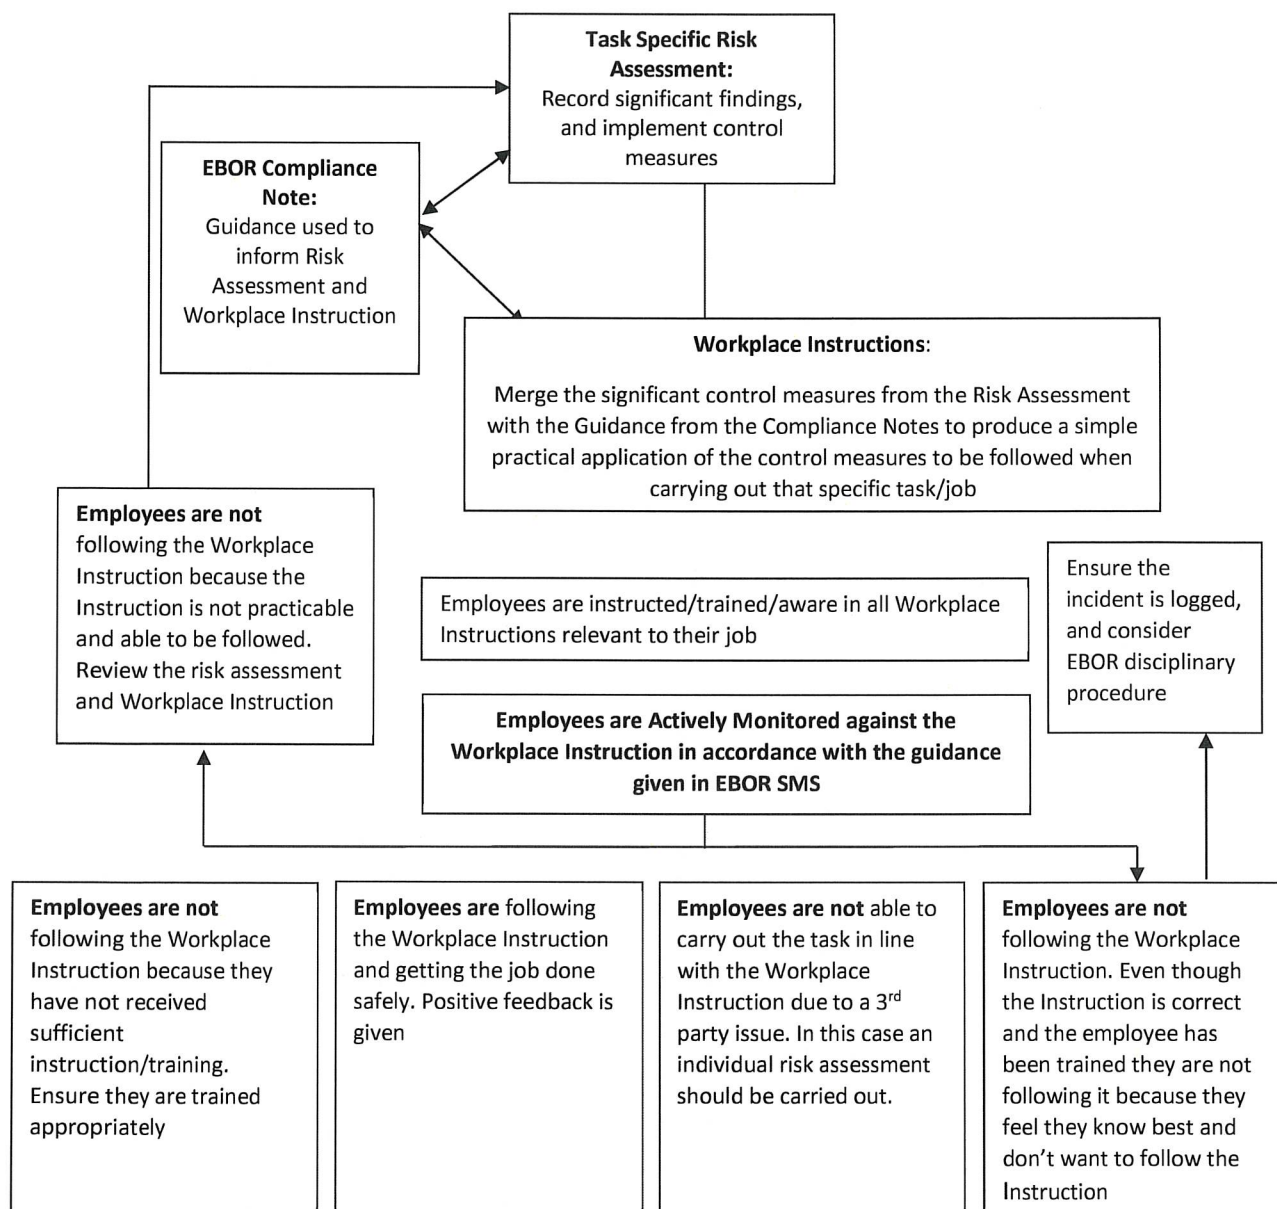 Task Specific Risk
Assessment:
Record significant findings,
and implement control
measures
EBOR Compliance
Note:
Guidance used to
inform Risk
Assessment and
Workplace Instruction
Workplace Instructions:
Merge the significant control measures from the Risk Assessment
with the Guidance from the Compliance Notes to produce a simple
practical application of the control measures to be followed when
carrying out that specific task/job
Employees are not
following the Workplace
Instruction because the
Instruction is not practicable
and able to be followed.
Review the risk assessment
and Workplace Instruction
Employees are instructed/trained/aware in all Workplace
Instructions relevant to their job
Ensure the
incident is logged,
and consider
EBOR disciplinary
procedure
Employees are Actively Monitored against the
Workplace Instruction in accordance with the guidance
given in EBOR SMS
Employees are not
following the Workplace
Instruction because they
have not received
sufficient
instruction/training.
Ensure they are trained
appropriately
Employees are following
the Workplace Instruction
and getting the job done
safely. Positive feedback is
given
Employees are not able to
carry out the task in line
with the Workplace
Instruction due to a 3rd
party issue. In this case an
individual risk assessment
should be carried out.
Employees are not
following the Workplace
Instruction. Even though
the Instruction is correct
and the employee has
been trained they are not
following it because they
feel they know best and
don't want to follow the
Instruction